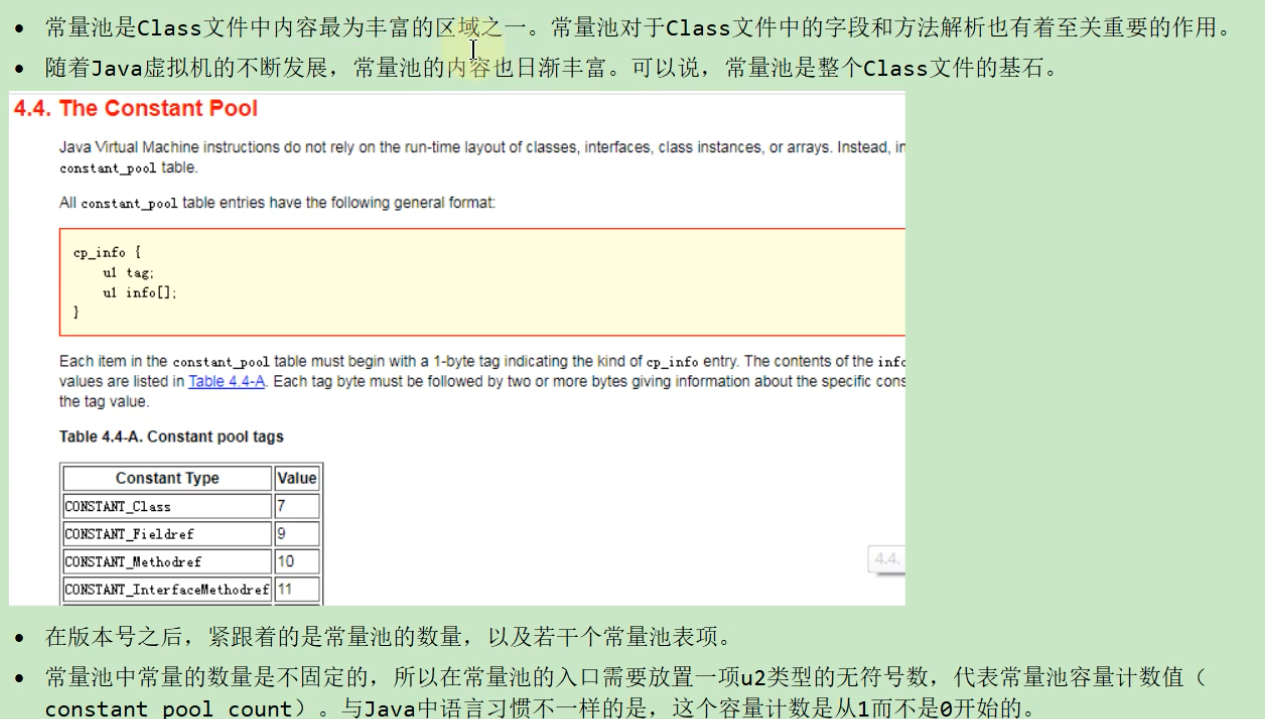 常量池是Class文件中内容最为丰富的区域之一。常量池对于Class文件中的字段和方法解析也有着至关重要的作用。
随着Java虚拟机的不断发展，常量池的内容也日渐丰富。可以说，常量池是整个Class文件的基石。
4.4. The Constant Pool
Java Virtual Machine instructions do not rely on the run-time layout of classes, interfaces, class instances, or arrays. Instead, in
constant_pool table.
All constant_pool table entries have the following general format:
cp_info {
u1 tag;
u1 info[];
}
Each item in the constant_pool table must begin with a 1-byte tag indicating the kind of cp_info entry. The contents of the info
values are listed in Table 4.4-A. Each tag byte must be followed by two or more bytes giving information about the specific cons
the tag value.
Table 4.4-A. Constant pool tags
Constant Type Value
CONSTANT_Class 7
CONSTANT_Fieldref 9
CONSTANT_Methodref 10
CONSTANT_InterfaceMethodref 11
4.4.
在版本号之后，紧跟着的是常量池的数量，以及若干个常量池表项。
常量池中常量的数量是不固定的，所以在常量池的入口需要放置一项u2类型的无符号数，代表常量池容量计数值（
constant_pool_count）。与Java中语言习惯不一样的是，这个容量计数是从1而不是0开始的。